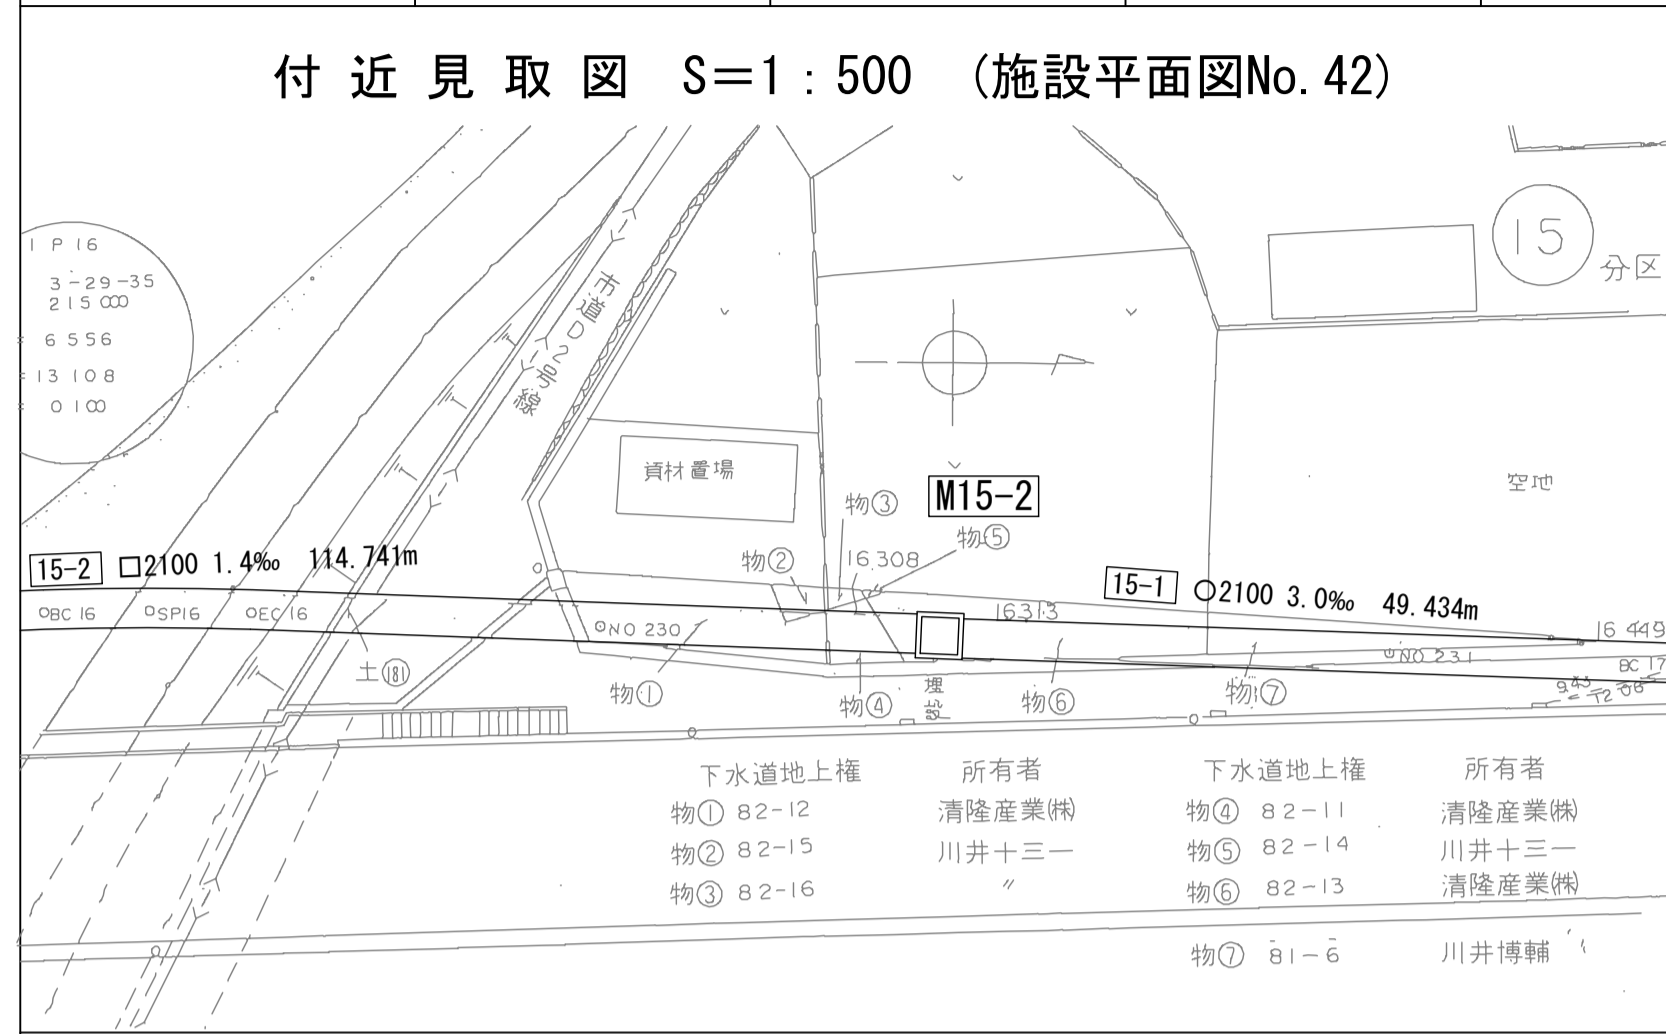 付近見取図 S=1:500 (施設平面図No.42)
IP16
3-29-35
215 000
6 556
13 108
0 100
市道D2号線
15
分区
資材置場
空地
M15-2
物③
物⑤
物②
16.308
15-2 □2100 1.4‰ 114.741m
15-1 ○2100 3.0‰ 49.434m
BC 16
SP16
EC 16
NO 230
16.313
16 449
NO 231
BC 17
土(181)
物①
物④
埋設
物⑥
物⑦
下水道地上権 所有者
物① 82-12 清隆産業㈱
物② 82-15 川井十三一
物③ 82-16 〃
下水道地上権 所有者
物④ 82-11 清隆産業㈱
物⑤ 82-14 川井十三一
物⑥ 82-13 清隆産業㈱
物⑦ 81-6 川井博輔